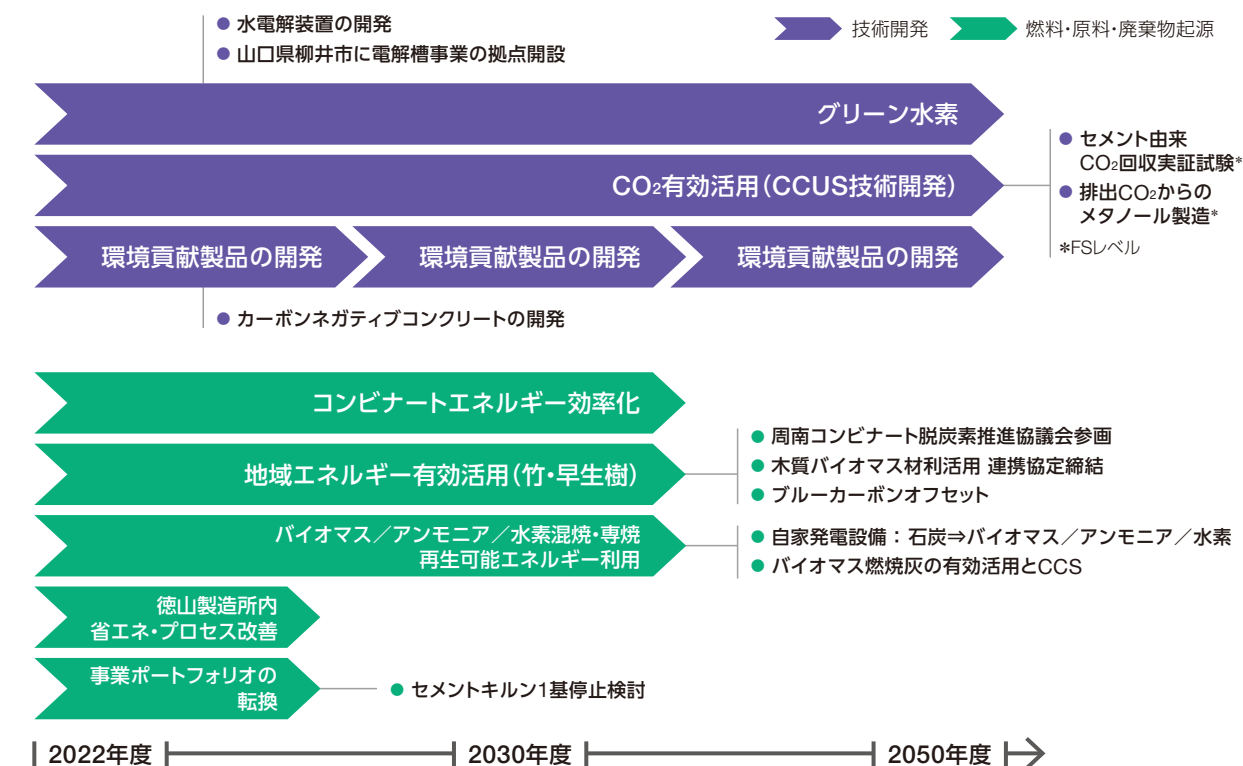 ● 水電解装置の開発
● 山口県柳井市に電解槽事業の拠点開設
技術開発
燃料・原料・廃棄物起源
グリーン水素
CO₂有効活用（CCUS技術開発）
● セメント由来
CO₂回収実証試験*
● 排出CO₂からの
メタノール製造*
*FSレベル
環境貢献製品の開発
環境貢献製品の開発
環境貢献製品の開発
● カーボンネガティブコンクリートの開発
コンビナートエネルギー効率化
地域エネルギー有効活用（竹・早生樹）
● 周南コンビナート脱炭素推進協議会参画
● 木質バイオマス材利活用 連携協定締結
● ブルーカーボンオフセット
バイオマス／アンモニア／水素混焼・専焼
再生可能エネルギー利用
● 自家発電設備：石炭⇒バイオマス／アンモニア／水素
● バイオマス燃焼灰の有効活用とCCS
徳山製造所内
省エネ・プロセス改善
事業ポートフォリオの
転換
● セメントキルン1基停止検討
2022年度
2030年度
2050年度